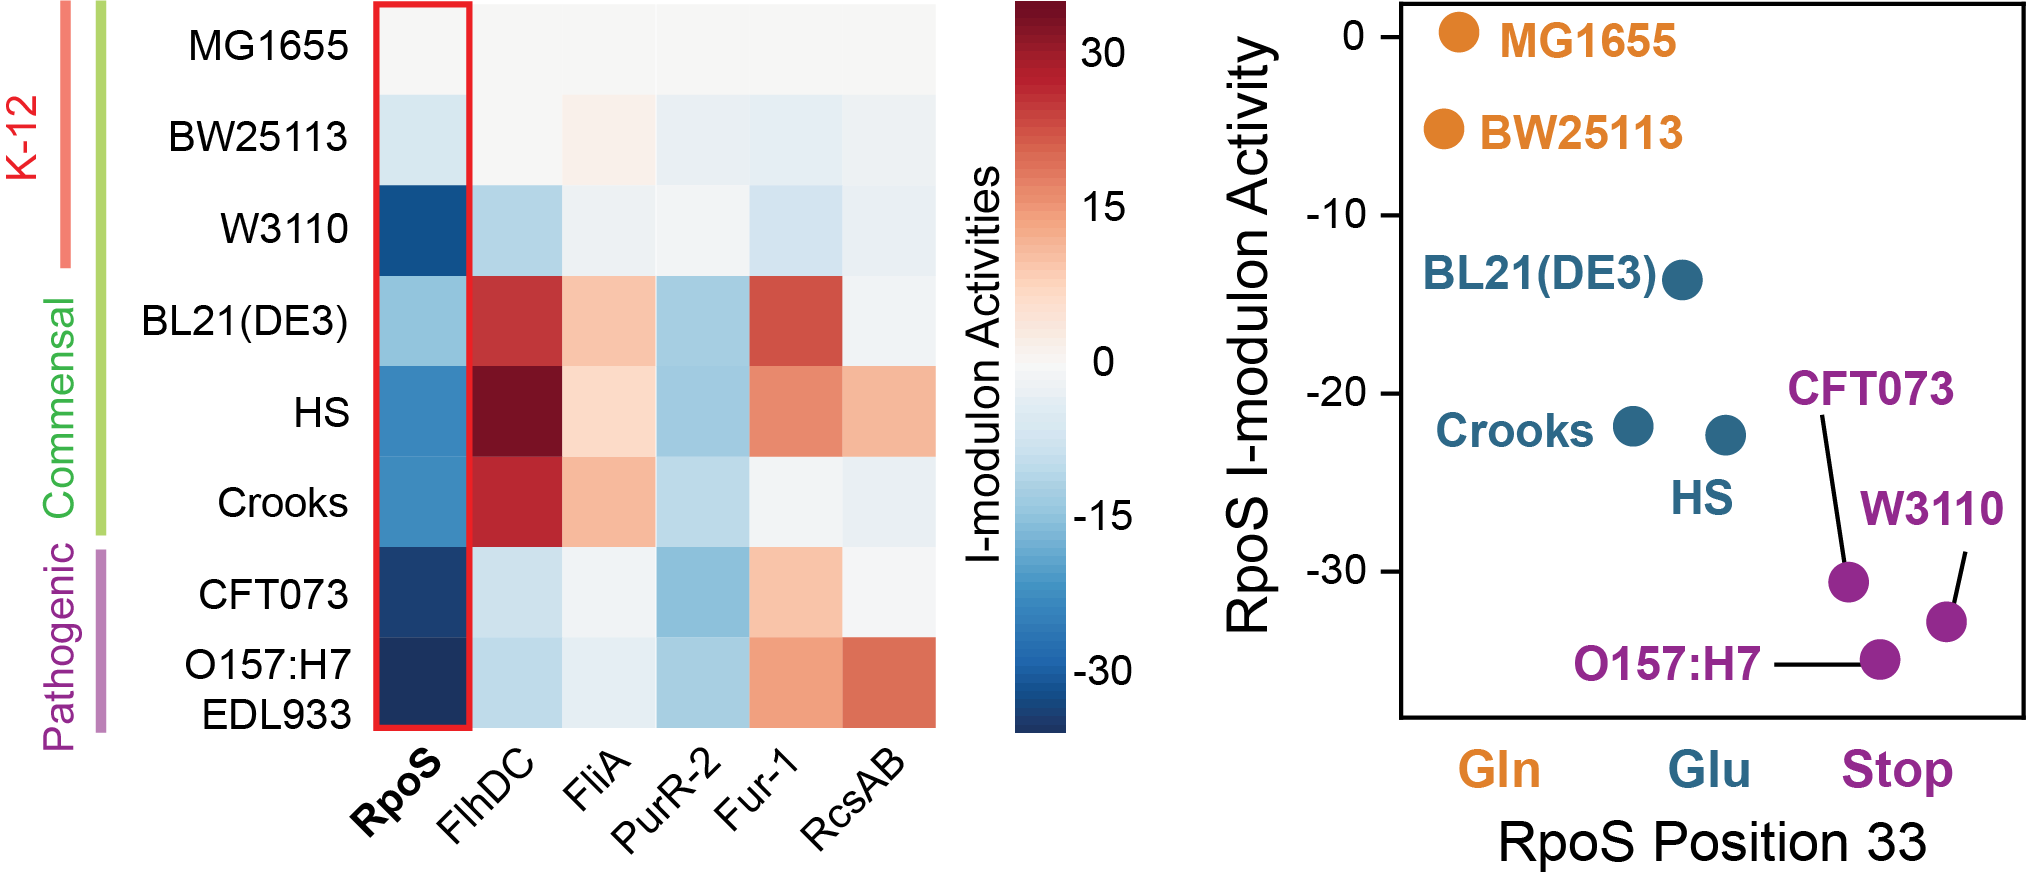 K-12
Commensal
Pathogenic
MG1655
BW25113
W3110
BL21(DE3)
HS
Crooks
CFT073
O157:H7
EDL933
RpoS
FlhDC
FliA
PurR-2
Fur-1
RcsAB
I-modulon Activities
30
15
0
-15
-30
RpoS I-modulon Activity
0
-10
-20
-30
MG1655
BW25113
BL21(DE3)
CFT073
Crooks
HS
W3110
O157:H7
Gln
Glu
Stop
RpoS Position 33